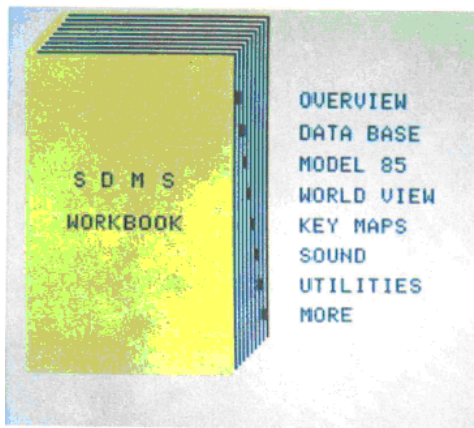 S D M S
WORKBOOK
OVERVIEW
DATA BASE
MODEL 85
WORLD VIEW
KEY MAPS
SOUND
UTILITIES
MORE